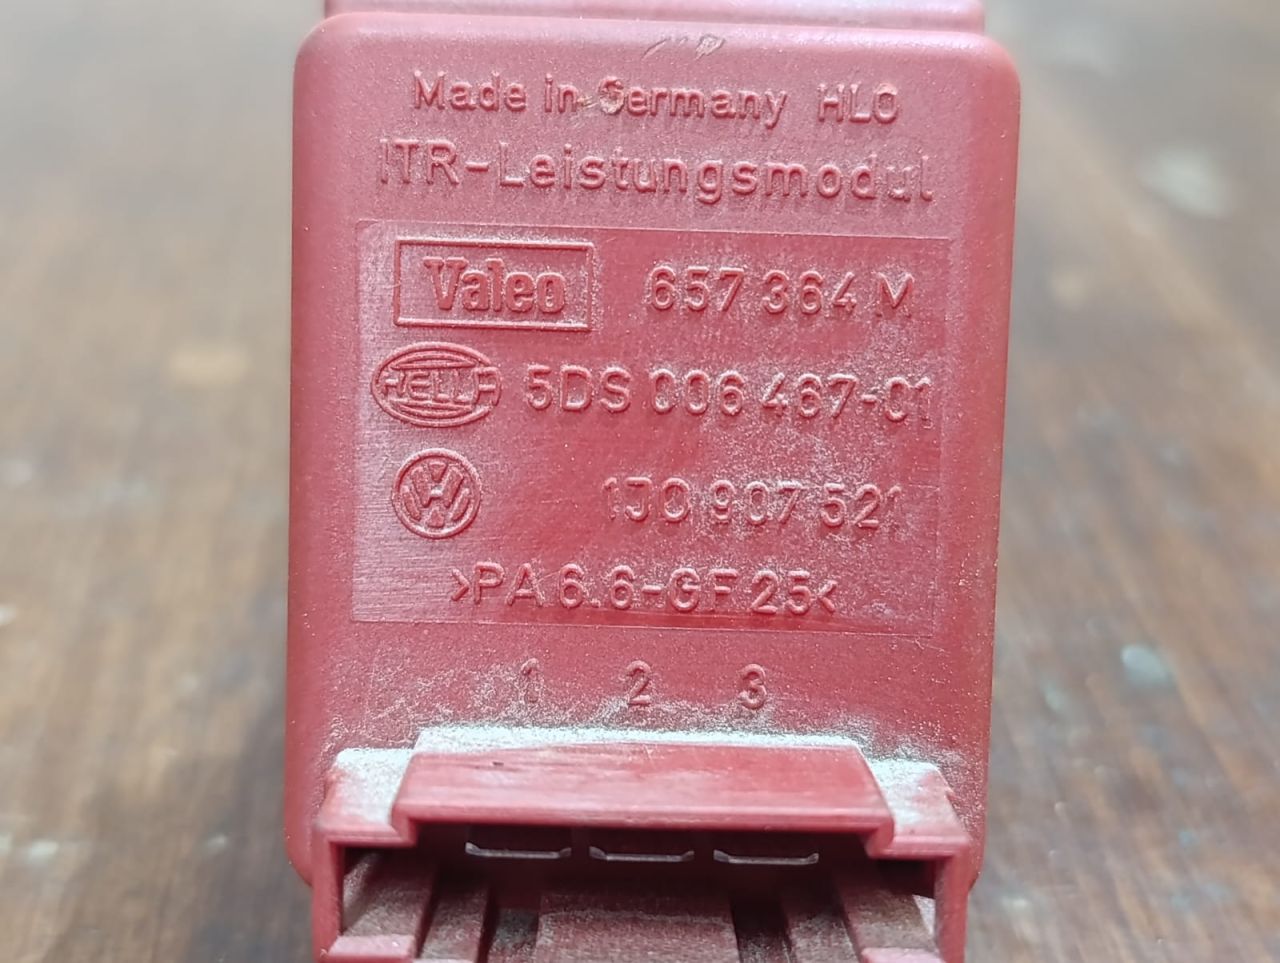 Made in Germany HLO
ITR-Leistungsmodul
Valeo 657 364 M
HELLA 5DS 006 467-01
VW 1J0 907 521
>PA 6.6-GF 25<
1 2 3